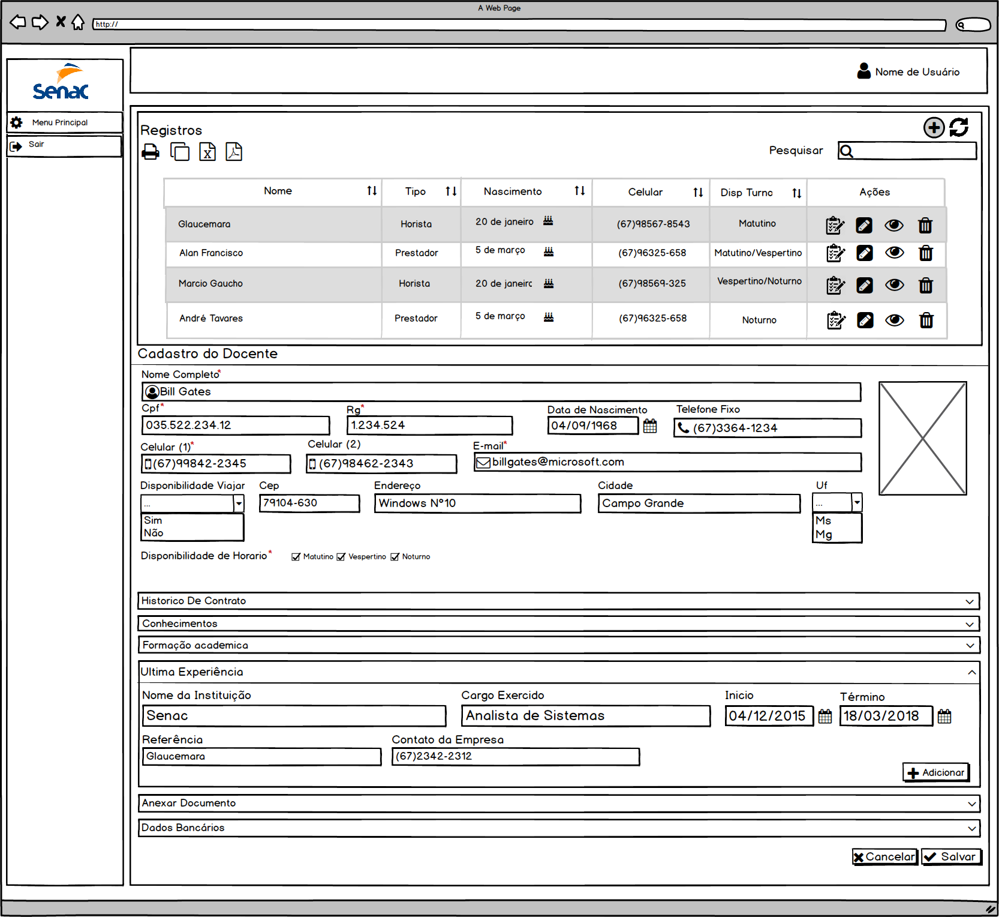 A Web Page
http://
Senac
Nome de Usuário
Menu Principal
Sair
Registros
Pesquisar
Nome Tipo Nascimento Celular Disp Turno Ações
Glaucemara Horista 20 de janeiro (67)98567-8543 Matutino
Alan Francisco Prestador 5 de março (67)96325-658 Matutino/Vespertino
Marcio Gaucho Horista 20 de janeirc (67)98569-325 Vespertino/Noturno
André Tavares Prestador 5 de março (67)96325-658 Noturno
Cadastro do Docente
Nome Completo*
Bill Gates
Cpf* Rg* Data de Nascimento Telefone Fixo
035.522.234.12 1.234.524 04/09/1968 (67)3364-1234
Celular (1)* Celular (2) E-mail*
(67)99842-2345 (67)98462-2343 billgates@microsoft.com
Disponibilidade Viajar Cep Endereço Cidade Uf
... 79104-630 Windows N°10 Campo Grande ...
Sim Ms
Não Mg
Disponibilidade de Horario* Matutino Vespertino Noturno
Historico De Contrato
Conhecimentos
Formação academica
Ultima Experiência
Nome da Instituição Cargo Exercido Inicio Término
Senac Analista de Sistemas 04/12/2015 18/03/2018
Referência Contato da Empresa
Glaucemara (67)2342-2312
Adicionar
Anexar Documento
Dados Bancários
Cancelar Salvar